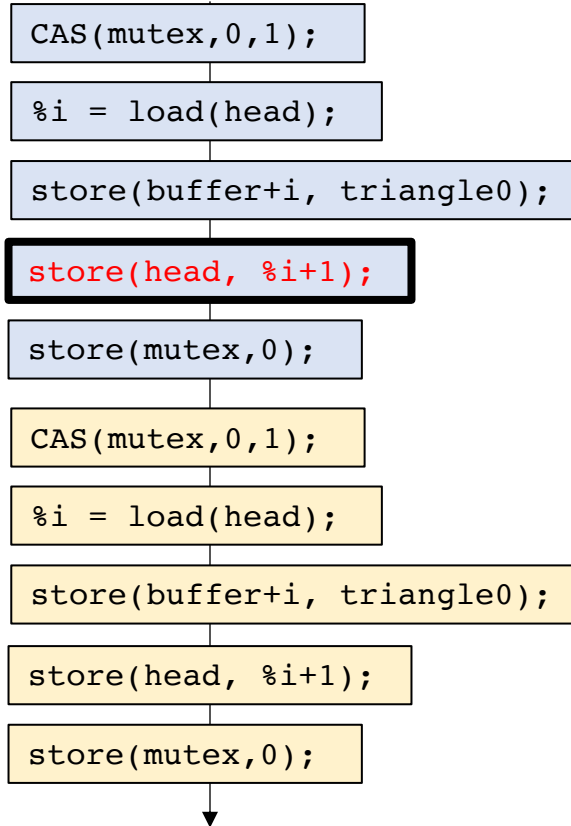 CAS(mutex,0,1);
%i = load(head);
store(buffer+i, triangle0);
store(head, %i+1);
store(mutex,0);
CAS(mutex,0,1);
%i = load(head);
store(buffer+i, triangle0);
store(head, %i+1);
store(mutex,0);